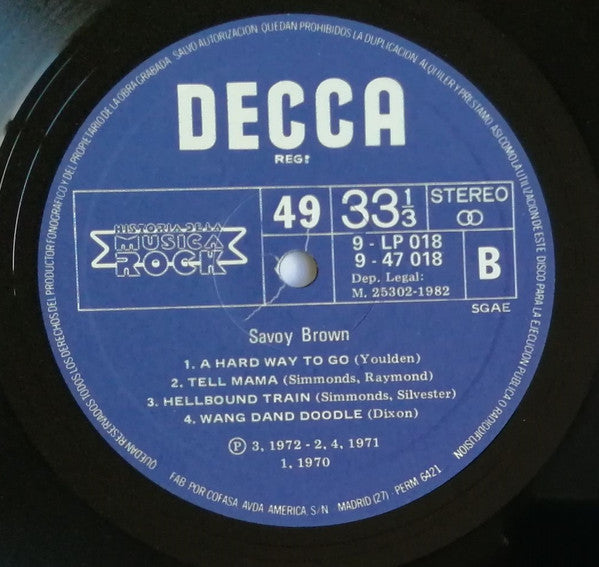 QUEDAN RESERVADOS TODOS LOS DERECHOS DEL PRODUCTOR FONOGRAFICO Y DEL PROPIETARIO DE LA OBRA GRABADA. SALVO AUTORIZACION QUEDAN PROHIBIDOS LA DUPLICACION, ALQUILER Y PRESTAMO, ASI COMO LA UTILIZACION DE ESTE DISCO PARA LA EJECUCION PUBLICA O RADIODIFUSION
DECCA
REG!
HISTORIA DE LA
MUSICA
ROCK
49
33 1/3
STEREO
9 - LP 018
9 - 47 018
Dep. Legal:
M. 25302-1982
B
SGAE
Savoy Brown
1. A HARD WAY TO GO (Youlden)
2. TELL MAMA (Simmonds, Raymond)
3. HELLBOUND TRAIN (Simmonds, Silvester)
4. WANG DAND DOODLE (Dixon)
Ⓟ 3, 1972 - 2, 4, 1971
1, 1970
FAB. POR COFASA. AVDA. AMERICA, S/N - MADRID (27) - PERM 6421